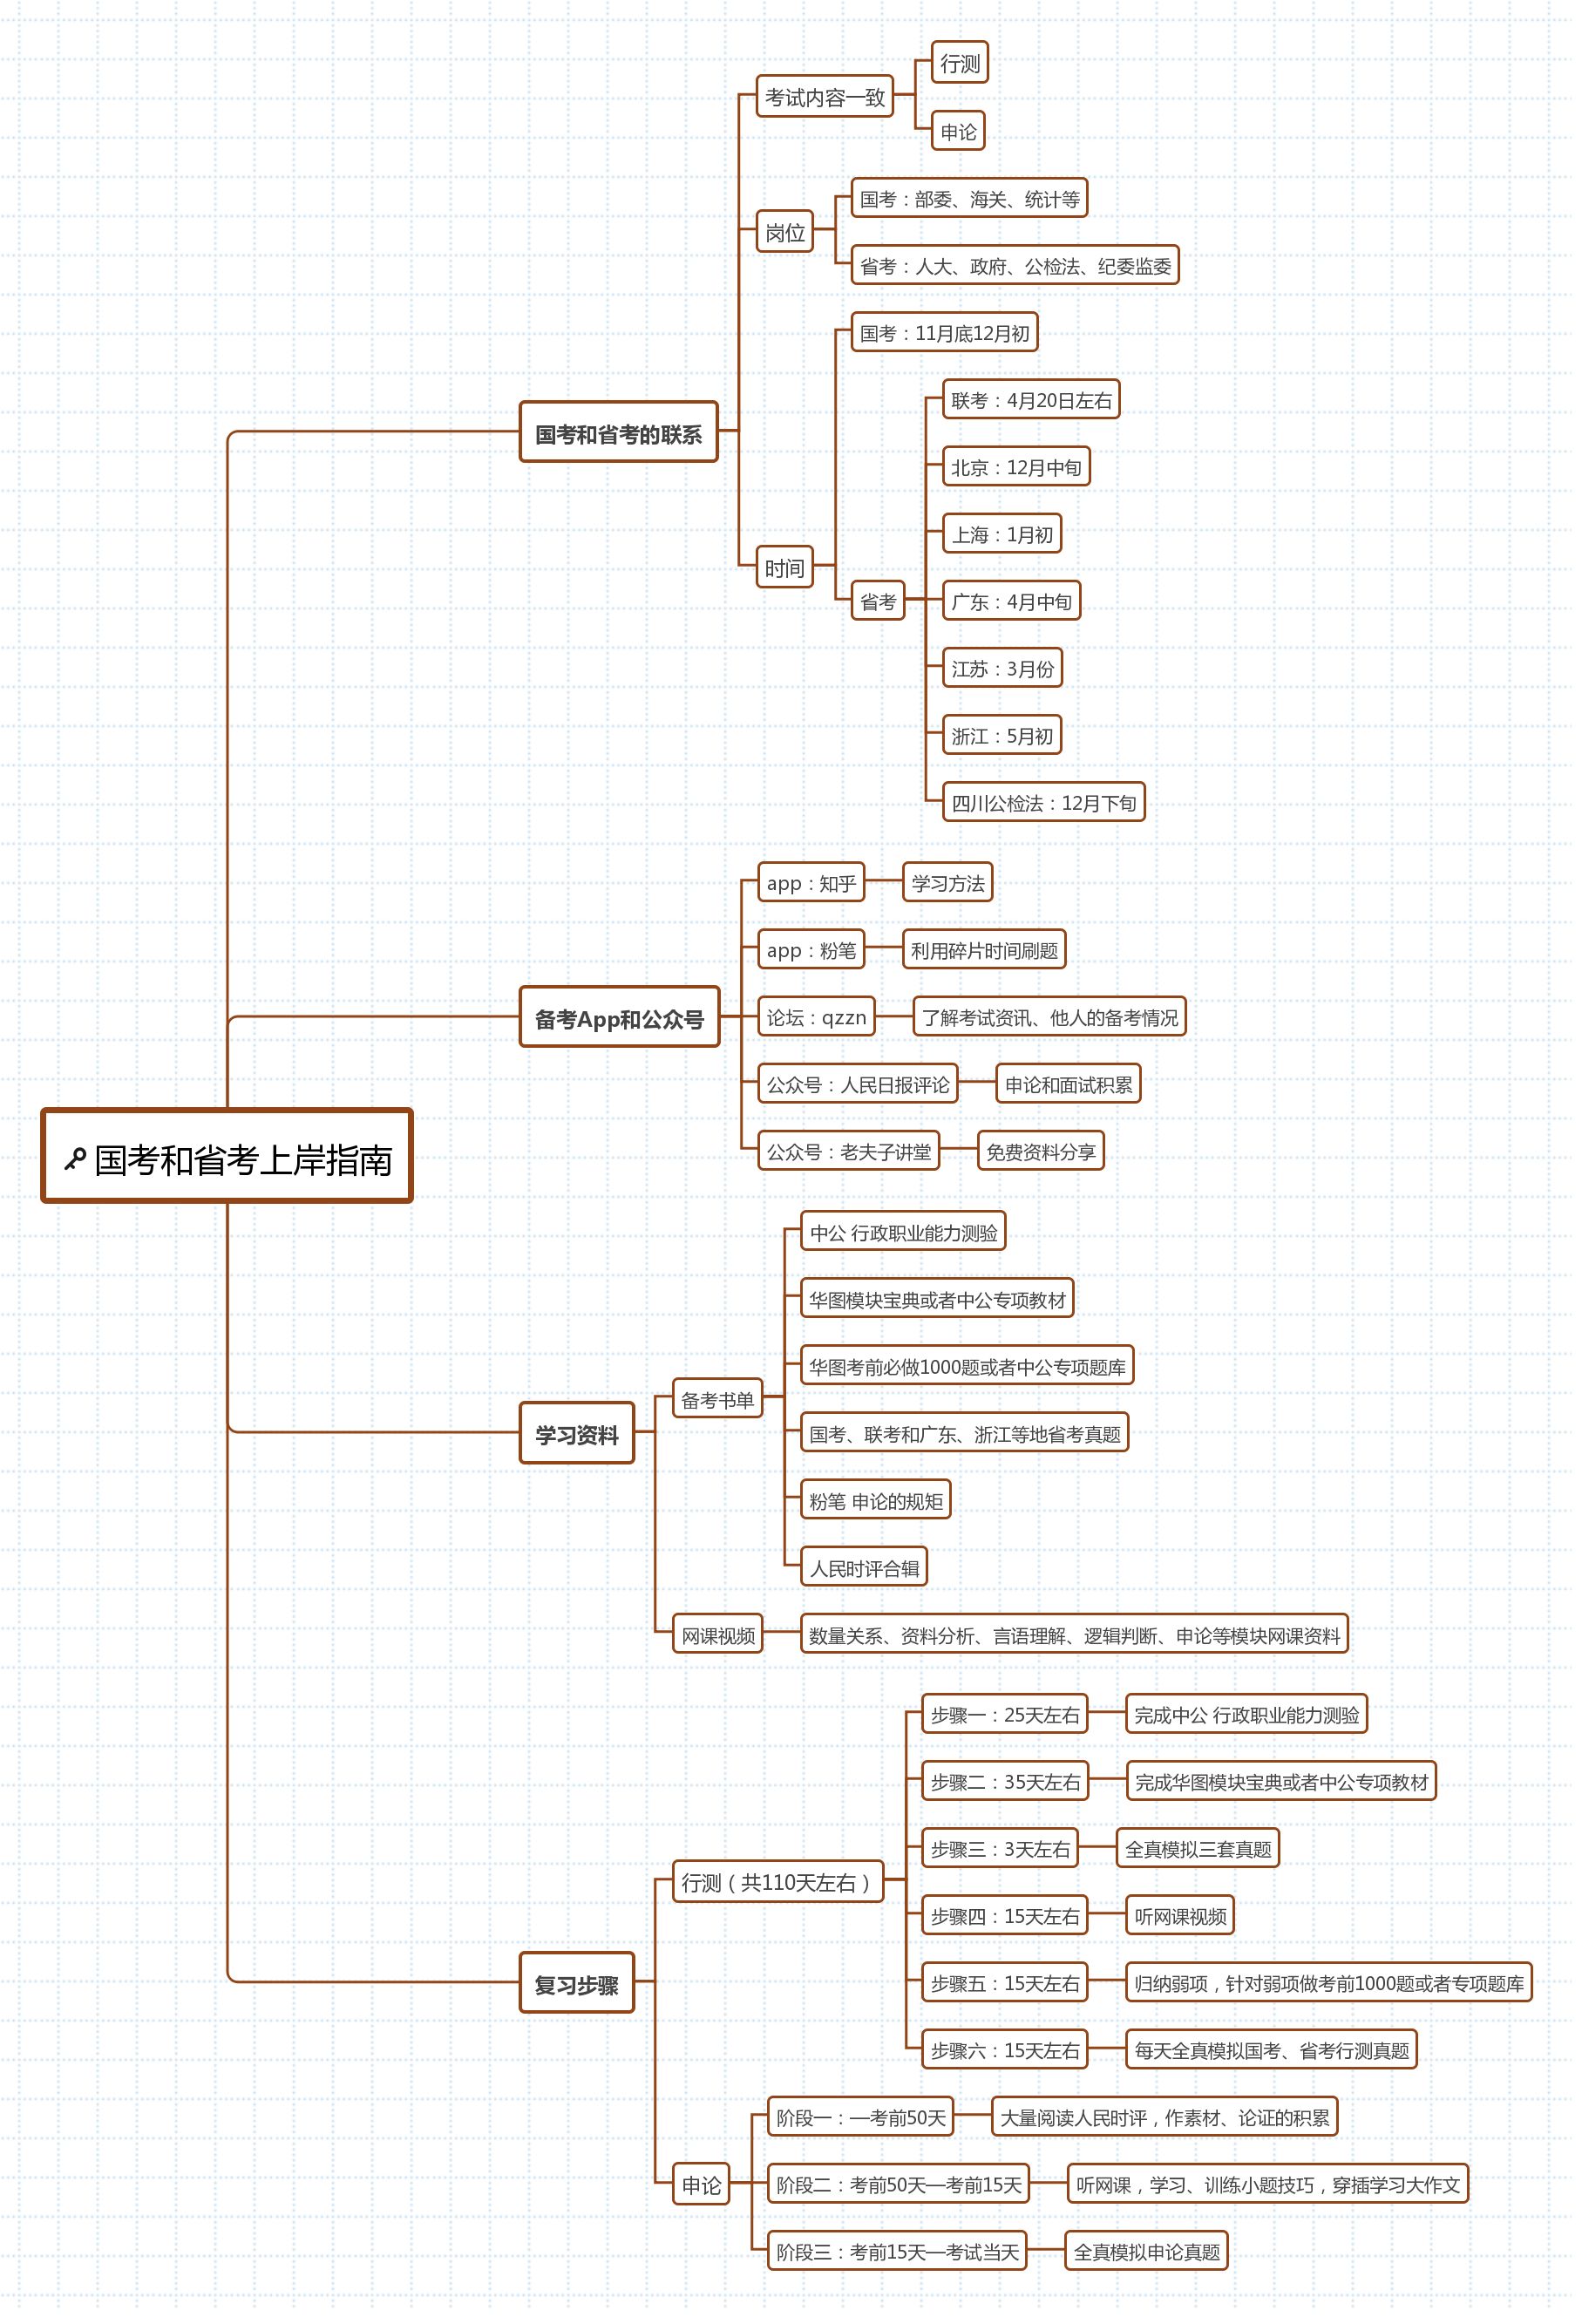 国考和省考上岸指南
国考和省考的联系
考试内容一致
行测
申论
岗位
国考：部委、海关、统计等
省考：人大、政府、公检法、纪委监委
时间
国考：11月底12月初
省考
联考：4月20日左右
北京：12月中旬
上海：1月初
广东：4月中旬
江苏：3月份
浙江：5月初
四川公检法：12月下旬
备考App和公众号
app：知乎
学习方法
app：粉笔
利用碎片时间刷题
论坛：qzzn
了解考试资讯、他人的备考情况
公众号：人民日报评论
申论和面试积累
公众号：老夫子讲堂
免费资料分享
学习资料
备考书单
中公 行政职业能力测验
华图模块宝典或者中公专项教材
华图考前必做1000题或者中公专项题库
国考、联考和广东、浙江等地省考真题
粉笔 申论的规矩
人民时评合辑
网课视频
数量关系、资料分析、言语理解、逻辑判断、申论等模块网课资料
复习步骤
行测（共110天左右）
步骤一：25天左右
完成中公 行政职业能力测验
步骤二：35天左右
完成华图模块宝典或者中公专项教材
步骤三：3天左右
全真模拟三套真题
步骤四：15天左右
听网课视频
步骤五：15天左右
归纳弱项，针对弱项做考前1000题或者专项题库
步骤六：15天左右
每天全真模拟国考、省考行测真题
申论
阶段一：—考前50天
大量阅读人民时评，作素材、论证的积累
阶段二：考前50天—考前15天
听网课，学习、训练小题技巧，穿插学习大作文
阶段三：考前15天—考试当天
全真模拟申论真题